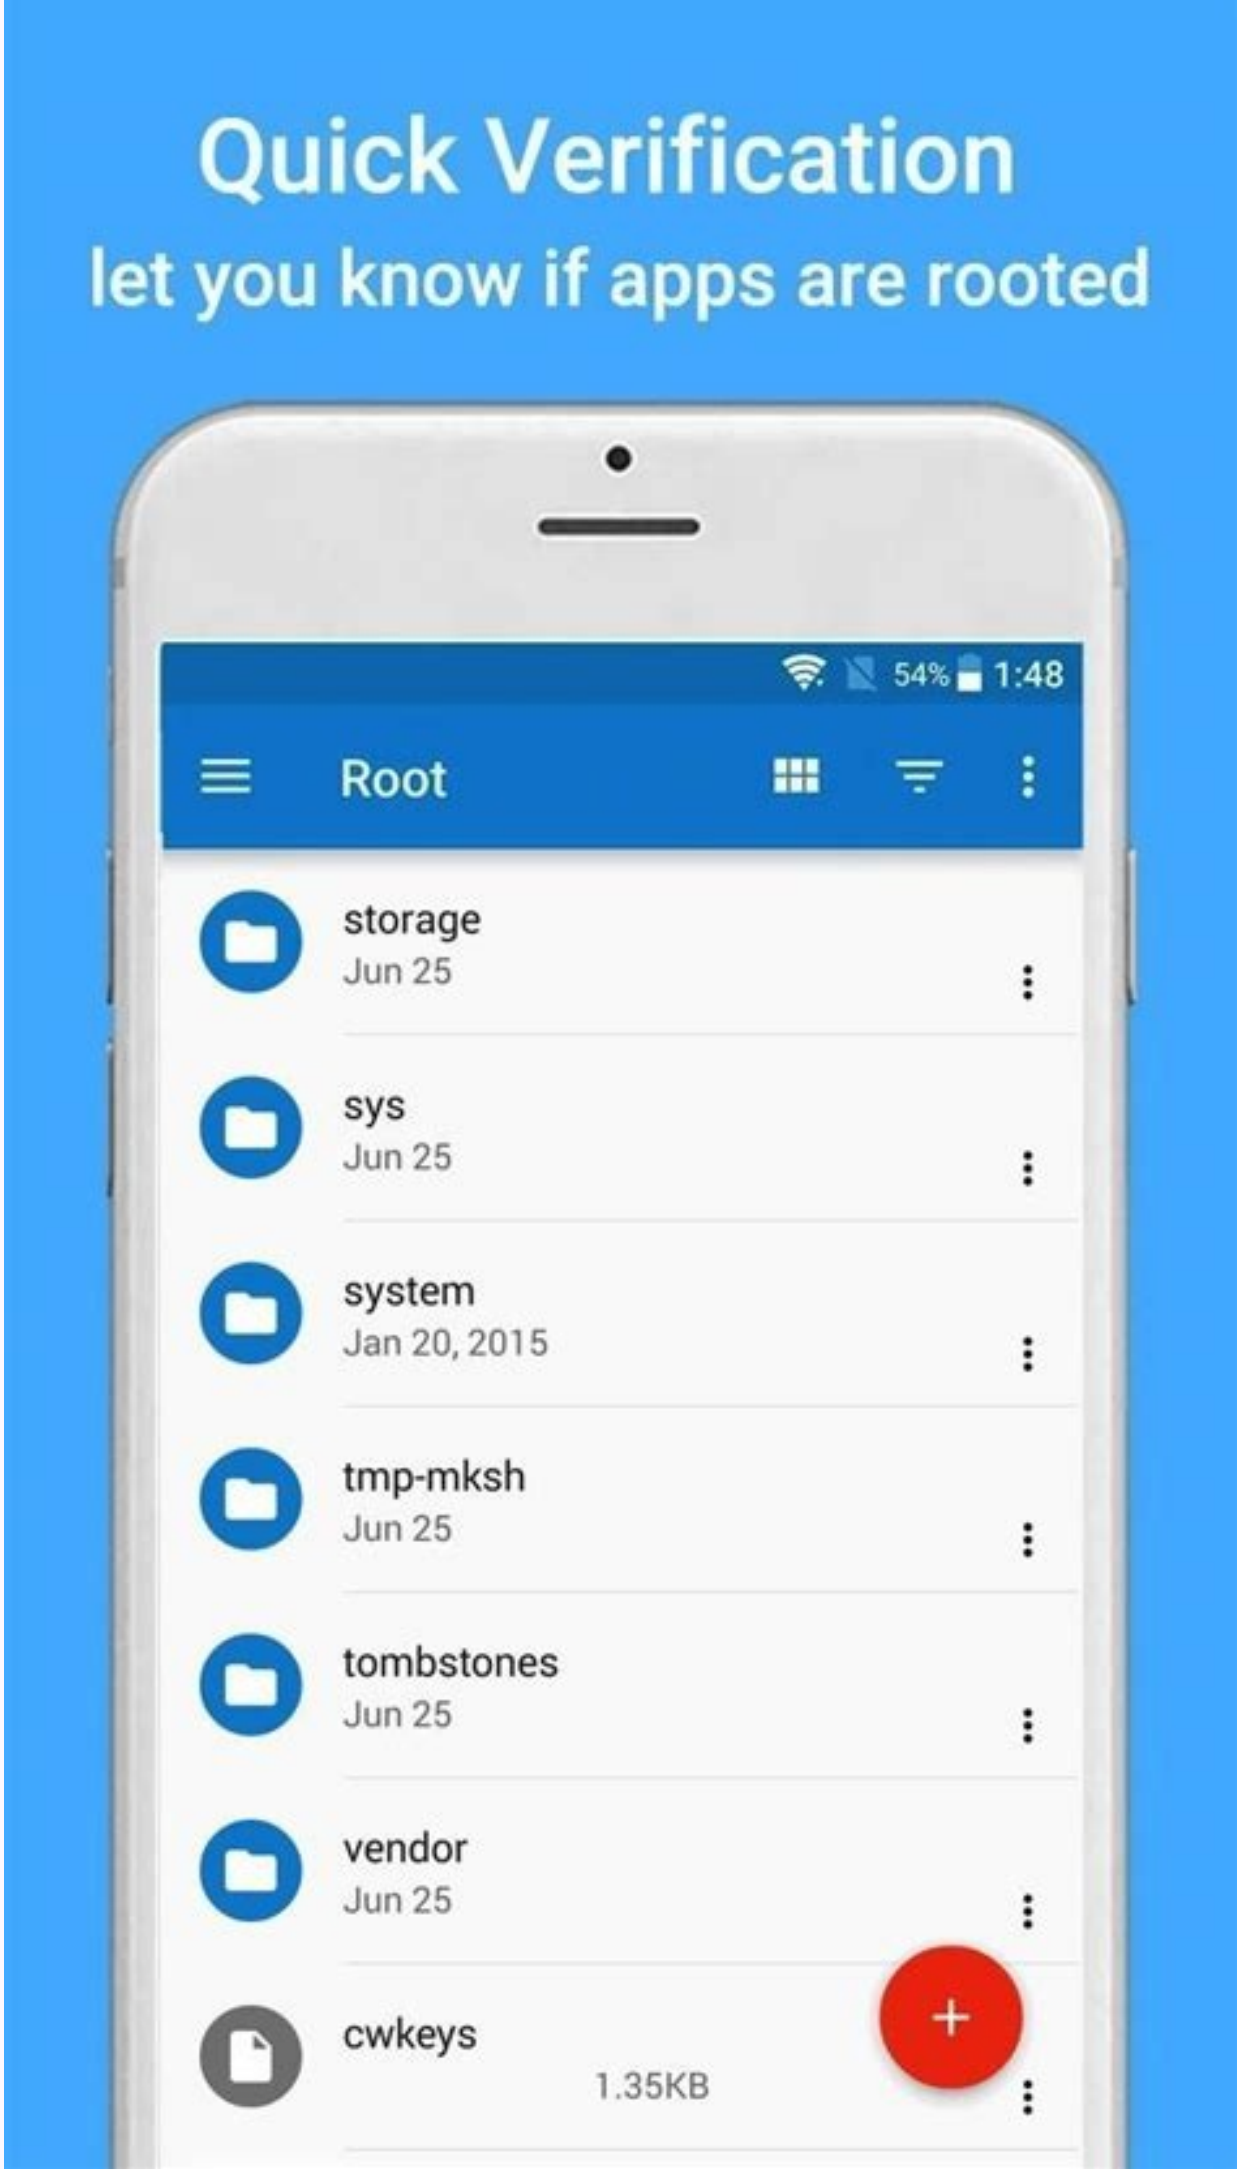 Quick Verification
let you know if apps are rooted
54% 1:48
Root
storage
Jun 25
sys
Jun 25
system
Jan 20, 2015
tmp-mksh
Jun 25
tombstones
Jun 25
vendor
Jun 25
cwkeys
1.35KB